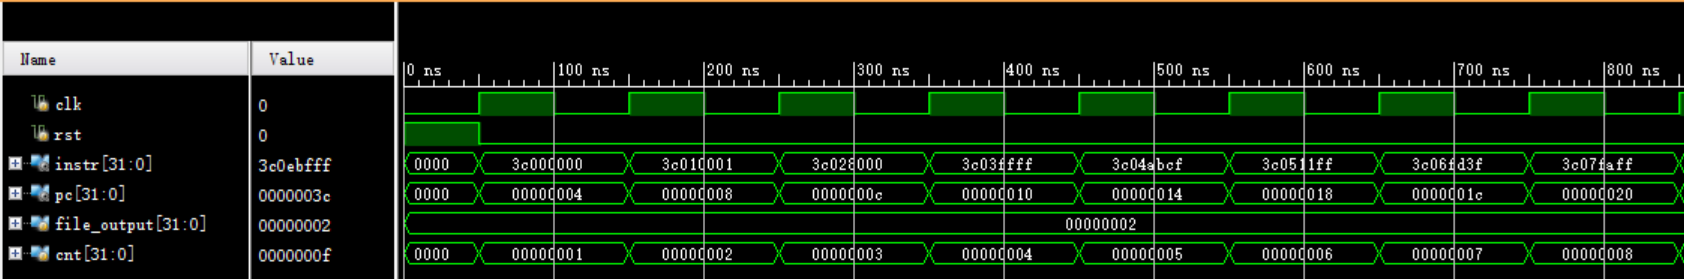 Name Value
0 ns 100 ns 200 ns 300 ns 400 ns 500 ns 600 ns 700 ns 800 ns
clk 0
rst 0
instr[31:0] 3c0ebfff 0000 3c000000 3c010001 3c028000 3c03ffff 3c04abcf 3c0511ff 3c06fd3f 3c07faff
pc[31:0] 0000003c 0000 00000004 00000008 0000000c 00000010 00000014 00000018 0000001c 00000020
file_output[31:0] 00000002 00000002
cnt[31:0] 0000000f 0000 00000001 00000002 00000003 00000004 00000005 00000006 00000007 00000008